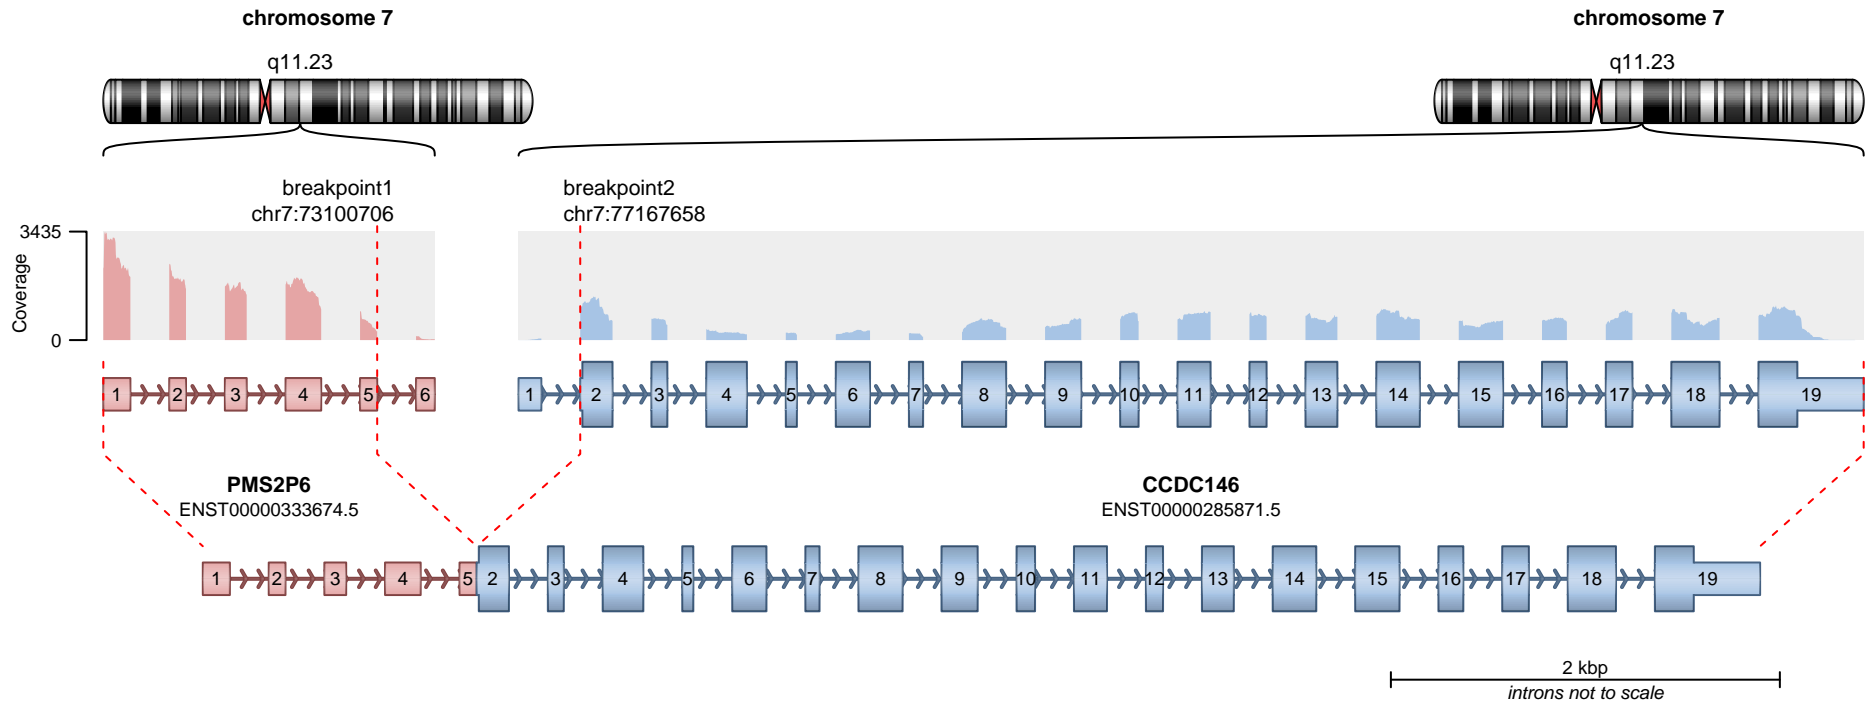 chromosome 7
chromosome 7
q11.23
q11.23
breakpoint1
chr7:73100706
breakpoint2
chr7:77167658
3435
Coverage
0
1 2 3 4 5 6
1 2 3 4 5 6 7 8 9 10 11 12 13 14 15 16 17 18 19
PMS2P6
ENST00000333674.5
CCDC146
ENST00000285871.5
1 2 3 4 5 2 3 4 5 6 7 8 9 10 11 12 13 14 15 16 17 18 19
2 kbp
introns not to scale